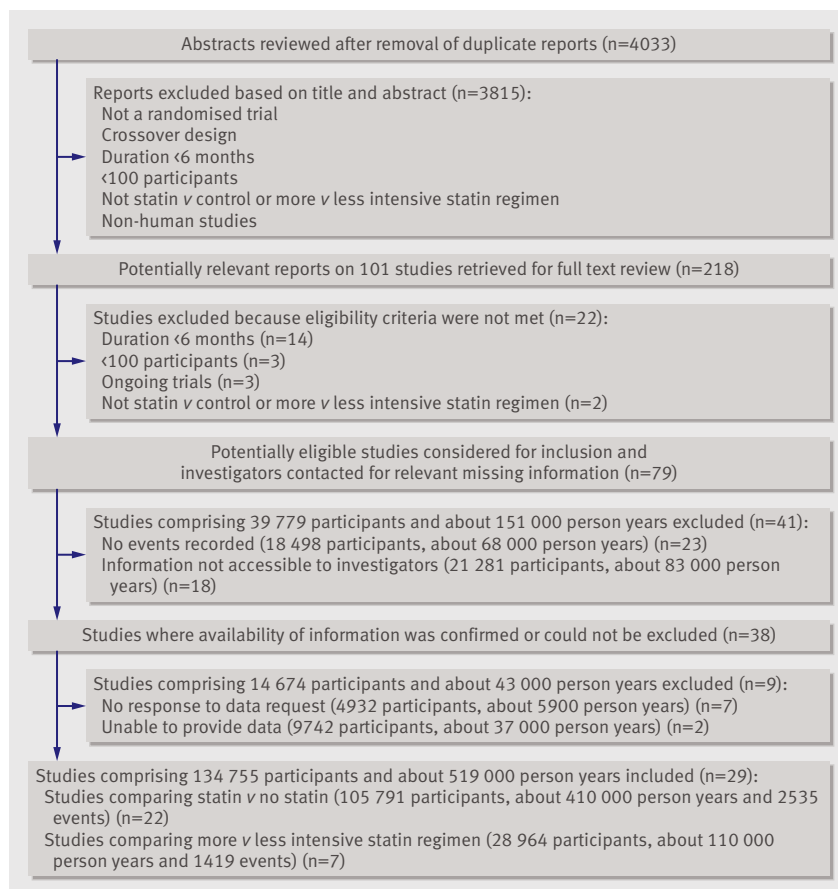 Abstracts reviewed after removal of duplicate reports (n=4033)
Reports excluded based on title and abstract (n=3815):
Not a randomised trial
Crossover design
Duration <6 months
<100 participants
Not statin v control or more v less intensive statin regimen
Non-human studies
Potentially relevant reports on 101 studies retrieved for full text review (n=218)
Studies excluded because eligibility criteria were not met (n=22):
Duration <6 months (n=14)
<100 participants (n=3)
Ongoing trials (n=3)
Not statin v control or more v less intensive statin regimen (n=2)
Potentially eligible studies considered for inclusion and
investigators contacted for relevant missing information (n=79)
Studies comprising 39 779 participants and about 151 000 person years excluded (n=41):
No events recorded (18 498 participants, about 68 000 person years) (n=23)
Information not accessible to investigators (21 281 participants, about 83 000 person
years) (n=18)
Studies where availability of information was confirmed or could not be excluded (n=38)
Studies comprising 14 674 participants and about 43 000 person years excluded (n=9):
No response to data request (4932 participants, about 5900 person years) (n=7)
Unable to provide data (9742 participants, about 37 000 person years) (n=2)
Studies comprising 134 755 participants and about 519 000 person years included (n=29):
Studies comparing statin v no statin (105 791 participants, about 410 000 person years and 2535
events) (n=22)
Studies comparing more v less intensive statin regimen (28 964 participants, about 110 000
person years and 1419 events) (n=7)